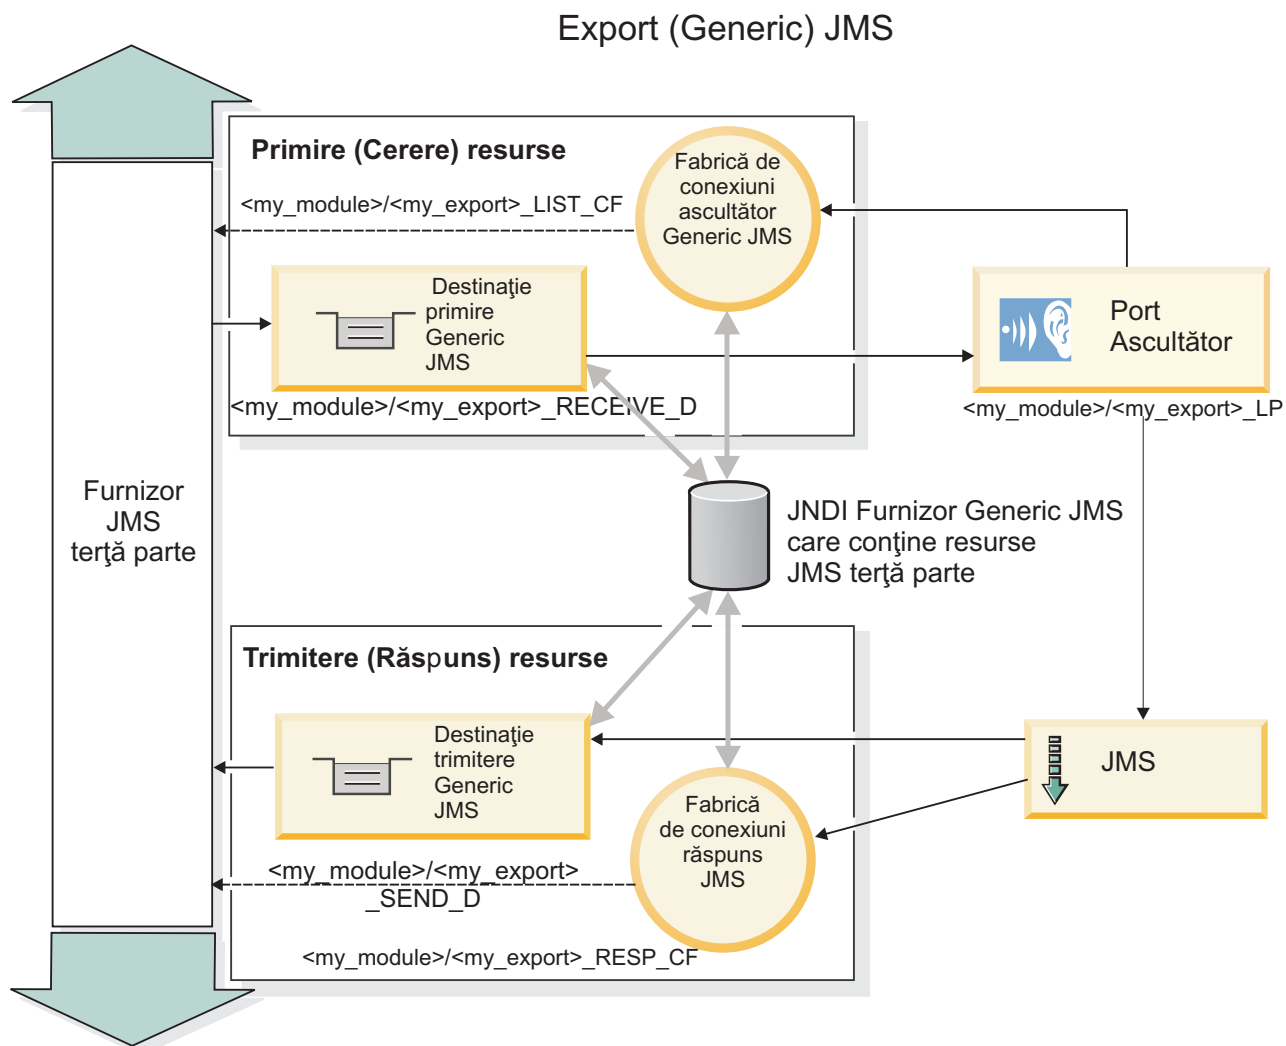 Export (Generic) JMS
Primire (Cerere) resurse
<my_module>/<my_export>_LIST_CF
Fabrică de
conexiuni
ascultător
Generic JMS
Destinaţie
primire
Generic
JMS
<my_module>/<my_export>_RECEIVE_D
Port
Ascultător
<my_module>/<my_export>_LP
Furnizor
JMS
terţă parte
JNDI Furnizor Generic JMS
care conţine resurse
JMS terţă parte
Trimitere (Răspuns) resurse
Destinaţie
trimitere
Generic
JMS
JMS
Fabrică
de conexiuni
răspuns
JMS
<my_module>/<my_export>
_SEND_D
<my_module>/<my_export>_RESP_CF